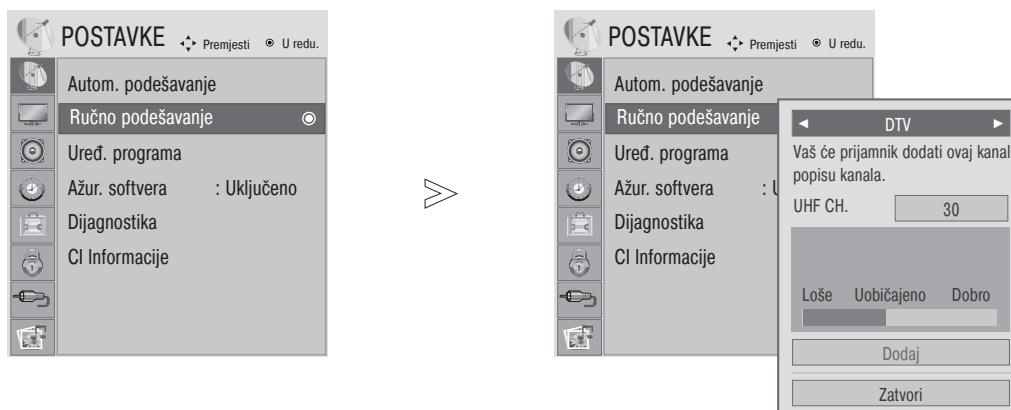 POSTAVKE Premjesti U redu.
Autom. podešavanje
Ručno podešavanje
Uređ. programa
Ažur. softvera : Uključeno
Dijagnostika
CI Informacije
POSTAVKE Premjesti U redu.
Autom. podešavanje
Ručno podešavanje
Uređ. programa
Ažur. softvera :
Dijagnostika
CI Informacije
◄ DTV ►
Vaš će prijamnik dodati ovaj kanal
popisu kanala.
UHF CH. 30
Loše Uobičajeno Dobro
Dodaj
Zatvori